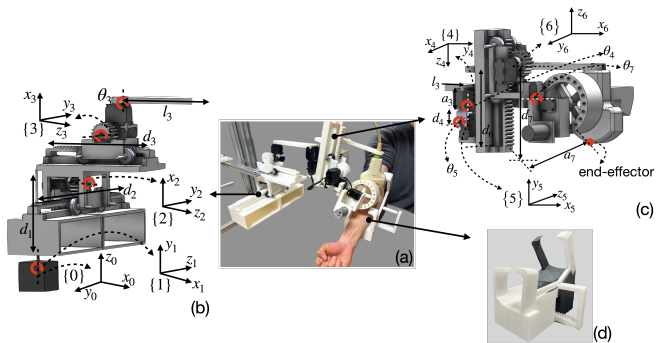 (c)
{4}
x₄
y₄
z₄
{6}
z₆
x₆
y₆
θ₄
θ₇
l₃
a₃
d₄
d₇
θ₅
a₇
end-effector
{5}
y₅
z₅
x₅
(c)
x₃
y₃
z₃
{3}
θ₃
l₃
d₃
d₁
d₂
x₂
y₂
z₂
{2}
{0}
z₀
x₀
y₀
y₁
z₁
x₁
{1}
(b)
(a)
(d)